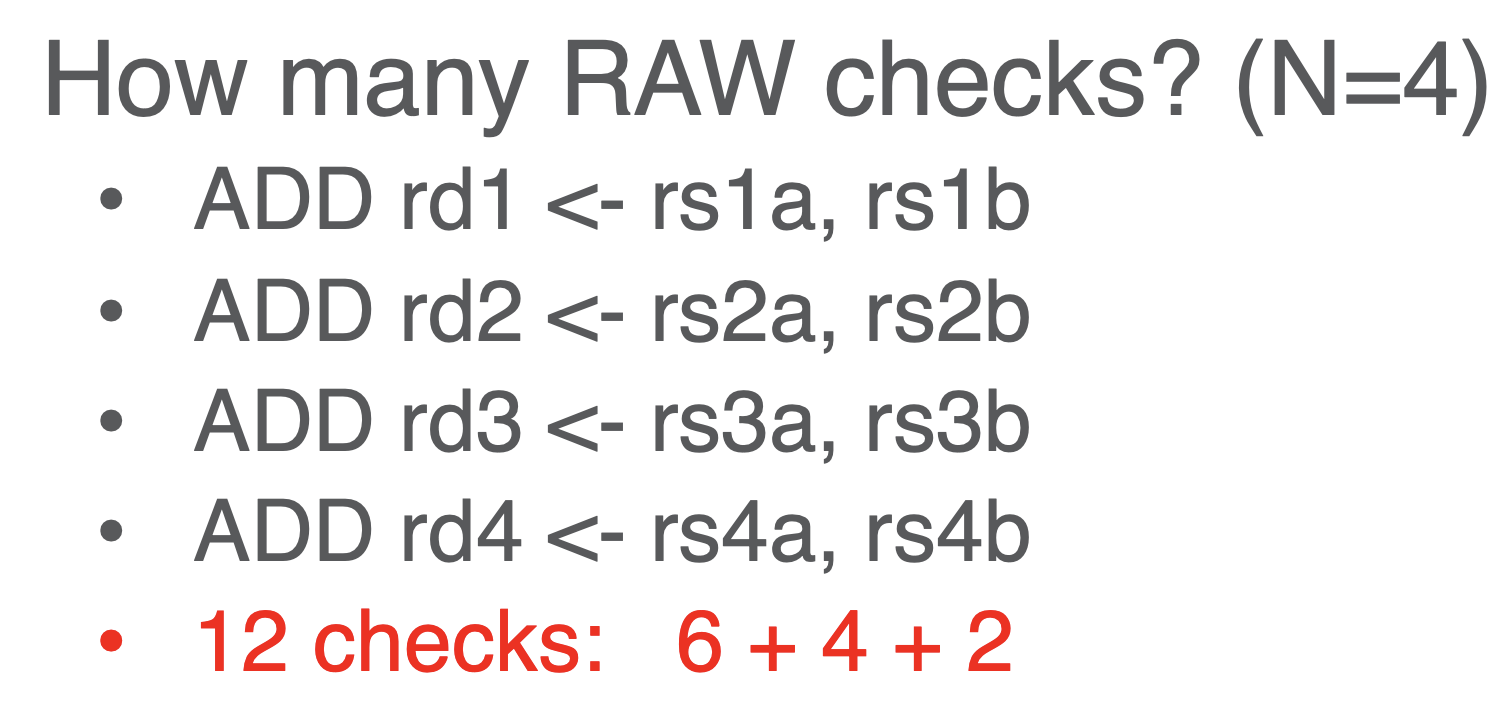 How many RAW checks? (N=4)
• ADD rd1 <- rs1a, rs1b
• ADD rd2 <- rs2a, rs2b
• ADD rd3 <- rs3a, rs3b
• ADD rd4 <- rs4a, rs4b
• 12 checks: 6 + 4 + 2